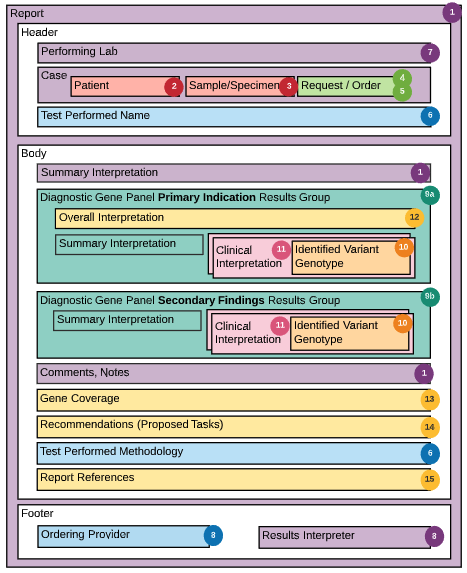 Report 1
Header
Performing Lab 7
Case
Patient 2 Sample/Specimen 3 Request / Order 4
5
Test Performed Name 6
Body
Summary Interpretation 1
Diagnostic Gene Panel Primary Indication Results Group 9a
Overall Interpretation 12
Summary Interpretation
Clinical
Interpretation 11
Identified Variant
Genotype 10
Diagnostic Gene Panel Secondary Findings Results Group 9b
Summary Interpretation
Clinical
Interpretation 11
Identified Variant
Genotype 10
Comments, Notes 1
Gene Coverage 13
Recommendations (Proposed Tasks) 14
Test Performed Methodology 6
Report References 15
Footer
Ordering Provider 8 Results Interpreter 8